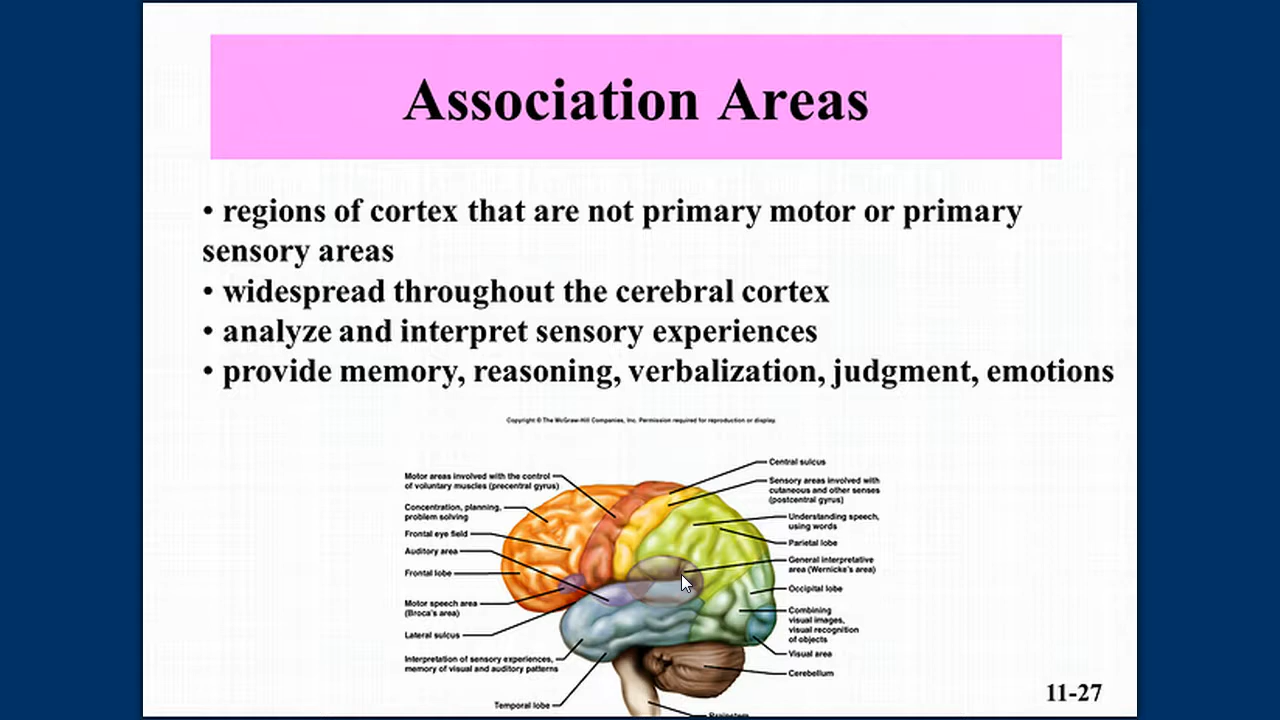 Association Areas
• regions of cortex that are not primary motor or primary
sensory areas
• widespread throughout the cerebral cortex
• analyze and interpret sensory experiences
• provide memory, reasoning, verbalization, judgment, emotions
Copyright © The McGraw-Hill Companies, Inc. Permission required for reproduction or display.
Motor areas involved with the control
of voluntary muscles (precentral gyrus)
Concentration, planning,
problem solving
Frontal eye field
Auditory area
Frontal lobe
Motor speech area
(Broca's area)
Lateral sulcus
Interpretation of sensory experiences,
memory of visual and auditory patterns
Temporal lobe
Central sulcus
Sensory areas involved with
cutaneous and other senses
(postcentral gyrus)
Understanding speech,
using words
Parietal lobe
General interpretative
area (Wernicke's area)
Occipital lobe
Combining
visual images,
visual recognition
of objects
Visual area
Cerebellum
Brainstem
11-27